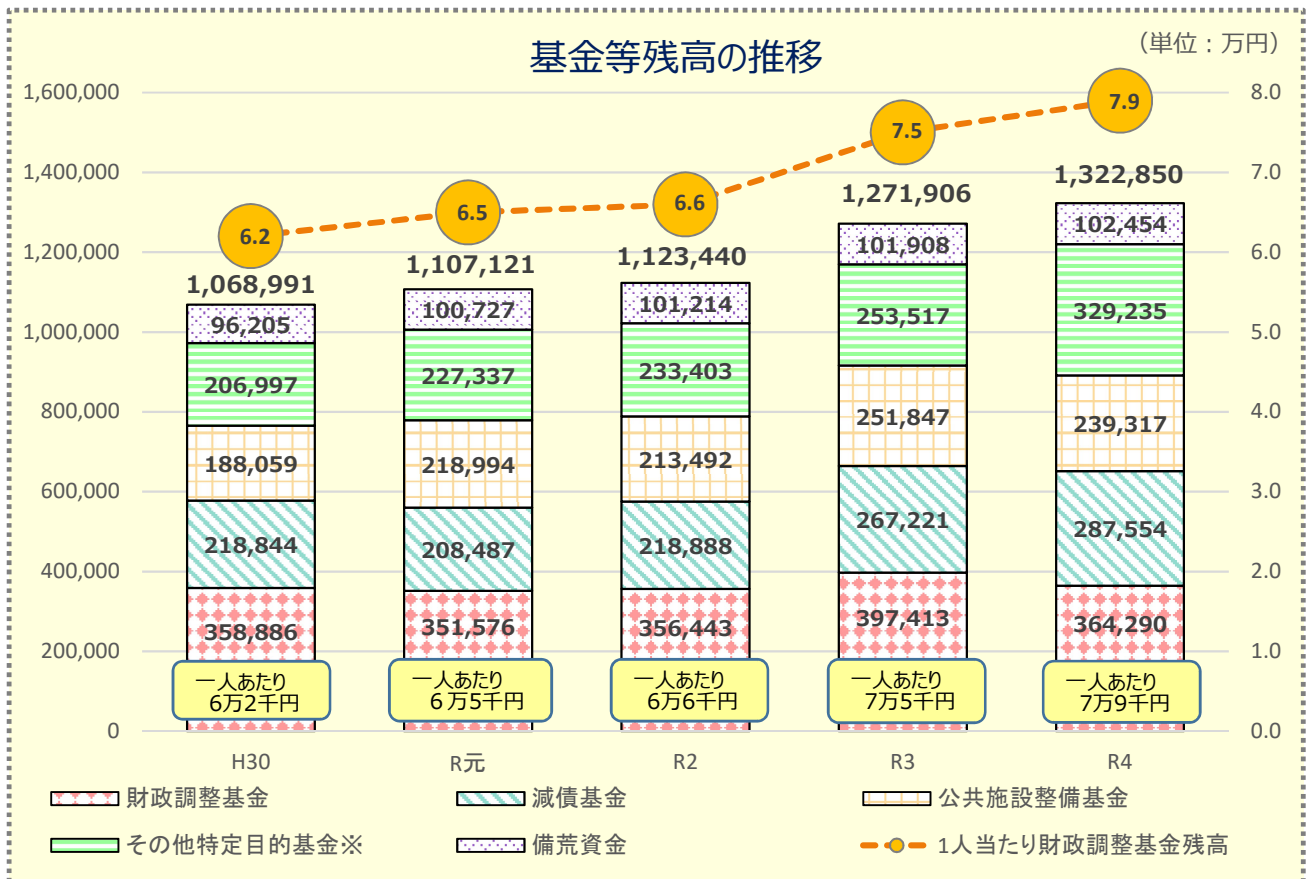 基金等残高の推移
（単位：万円）
1,600,000
1,400,000
1,200,000
1,000,000
800,000
600,000
400,000
200,000
0
8.0
7.0
6.0
5.0
4.0
3.0
2.0
1.0
0.0
6.2
6.5
6.6
7.5
7.9
1,068,991
1,107,121
1,123,440
1,271,906
1,322,850
96,205
100,727
101,214
101,908
102,454
206,997
227,337
233,403
253,517
329,235
188,059
218,994
213,492
251,847
239,317
218,844
208,487
218,888
267,221
287,554
358,886
351,576
356,443
397,413
364,290
一人あたり
6万2千円
一人あたり
6万5千円
一人あたり
6万6千円
一人あたり
7万5千円
一人あたり
7万9千円
H30
R元
R2
R3
R4
財政調整基金
減債基金
公共施設整備基金
その他特定目的基金※
備荒資金
1人当たり財政調整基金残高